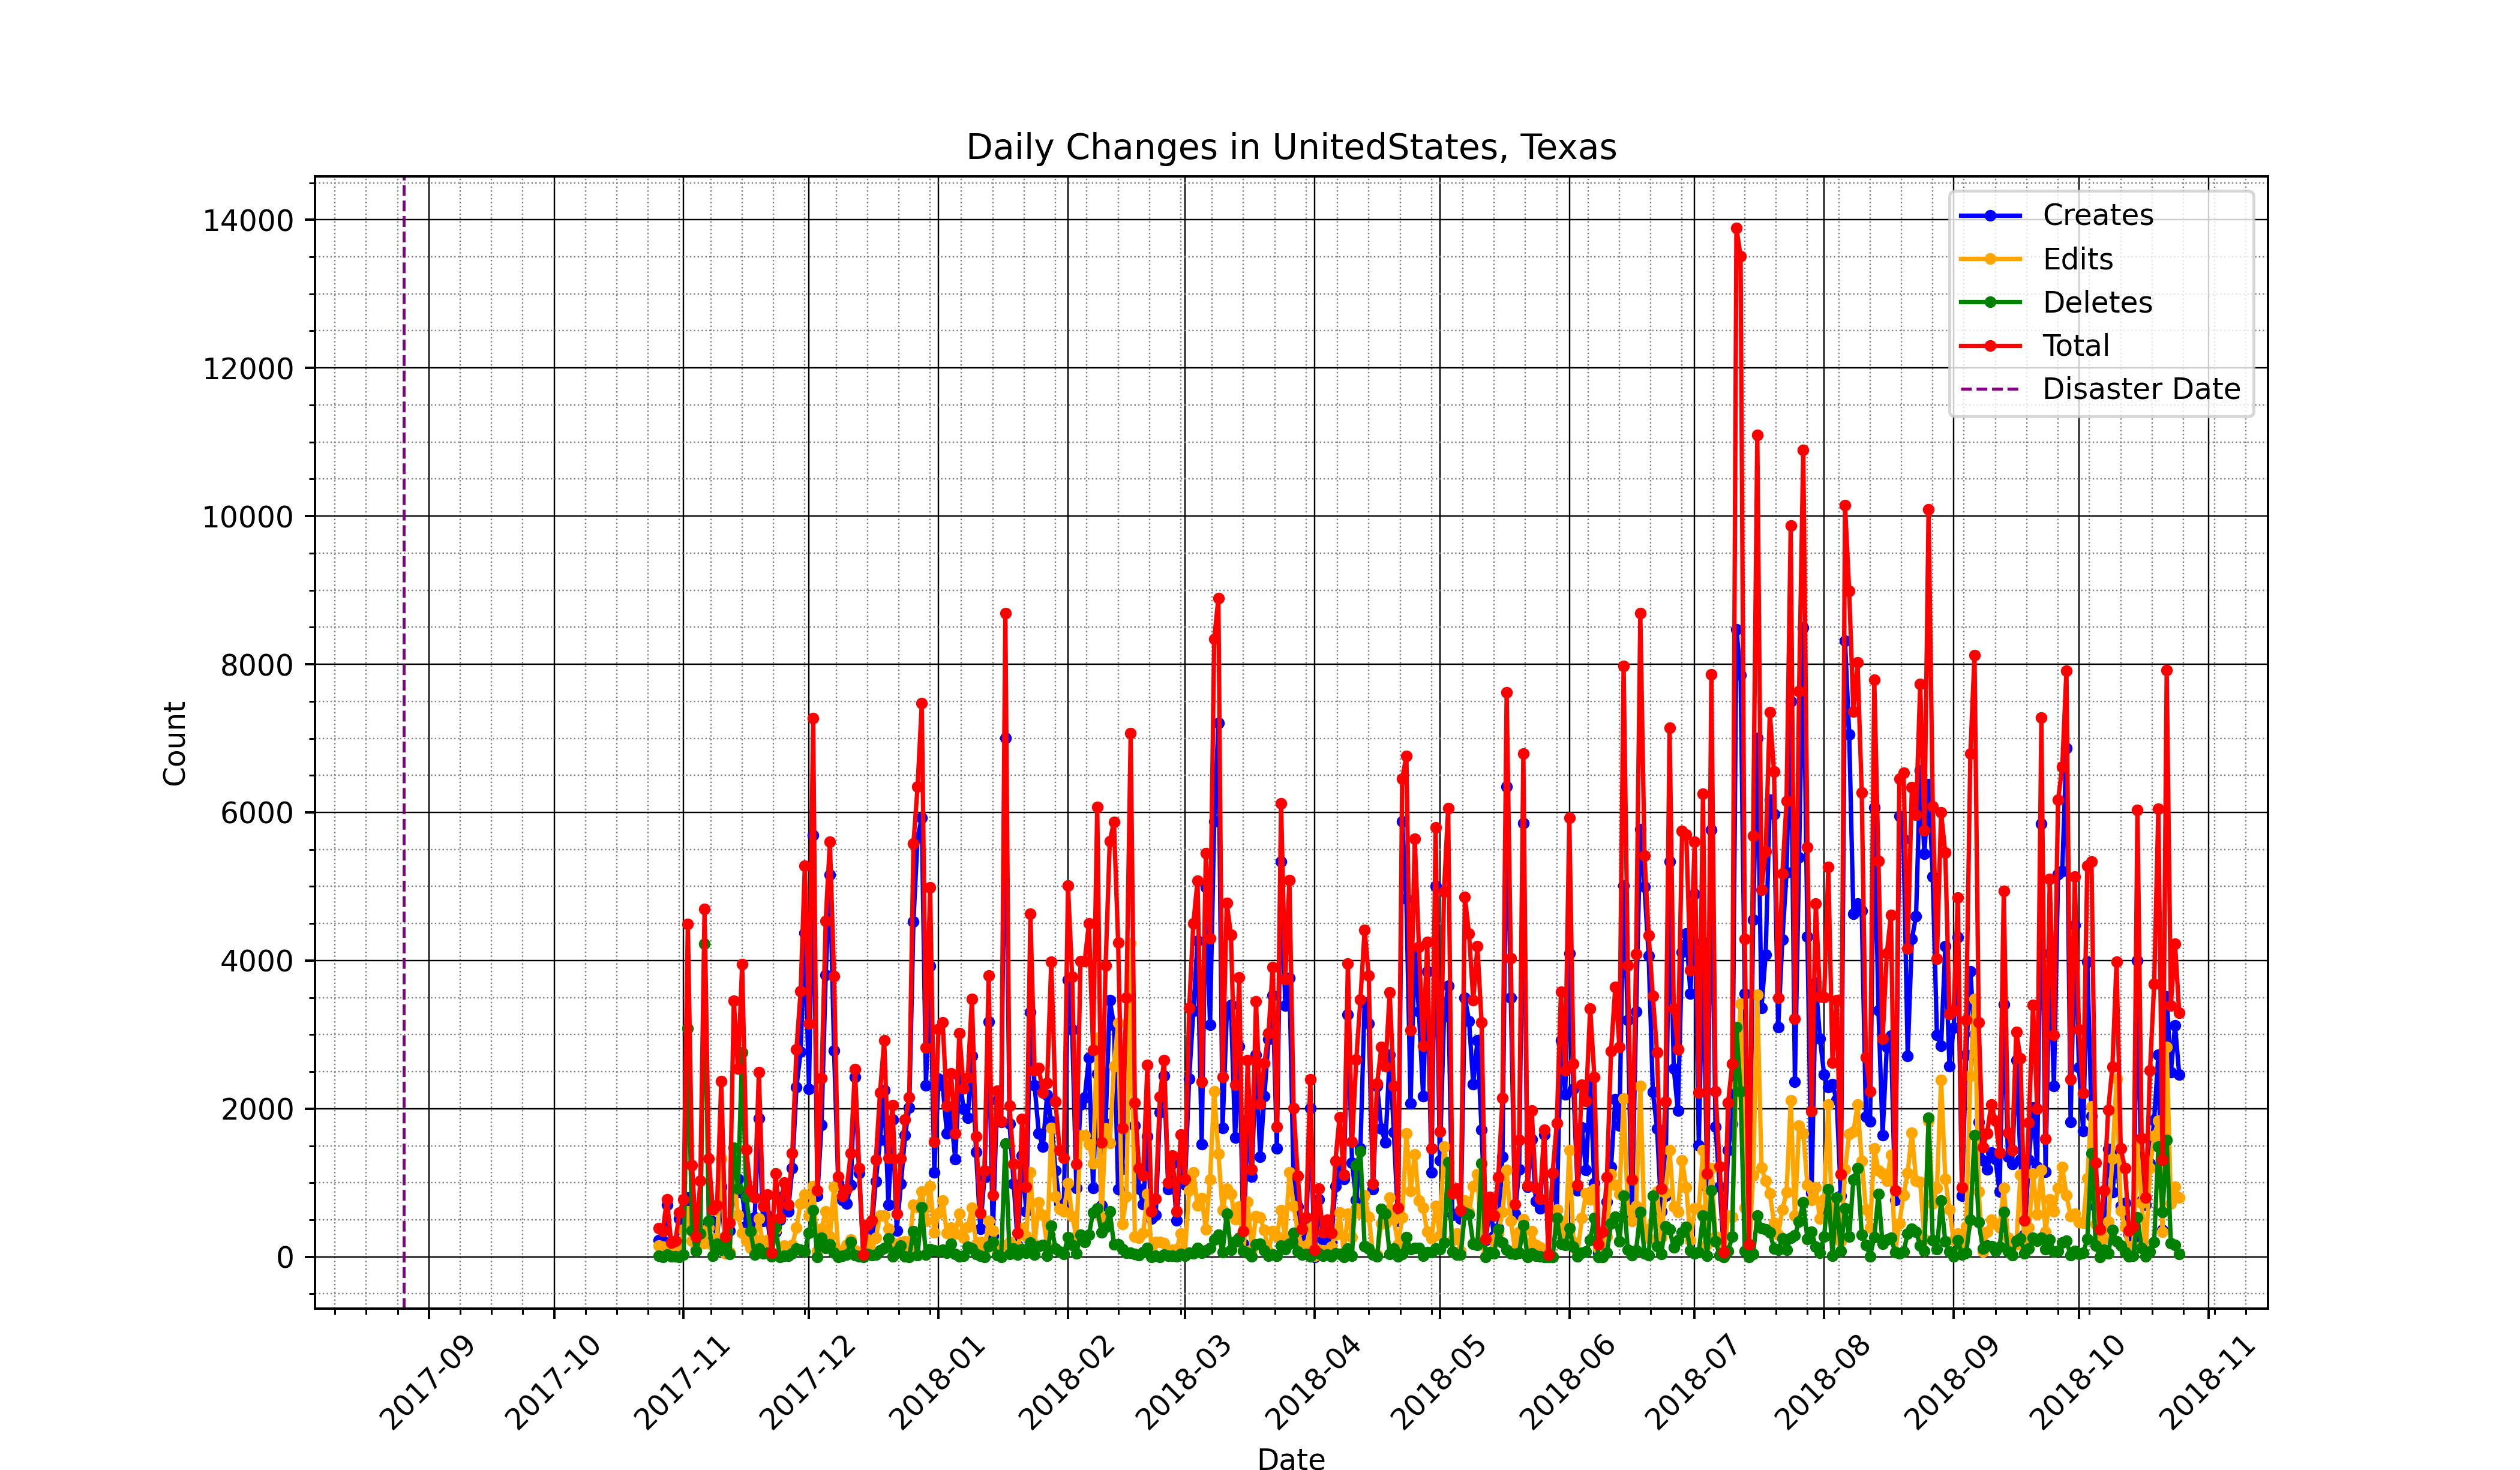 Daily Changes in UnitedStates, Texas
Count
14000
12000
10000
8000
6000
4000
2000
0
Creates
Edits
Deletes
Total
Disaster Date
2017-09
2017-10
2017-11
2017-12
2018-01
2018-02
2018-03
2018-04
2018-05
2018-06
2018-07
2018-08
2018-09
2018-10
2018-11
Date